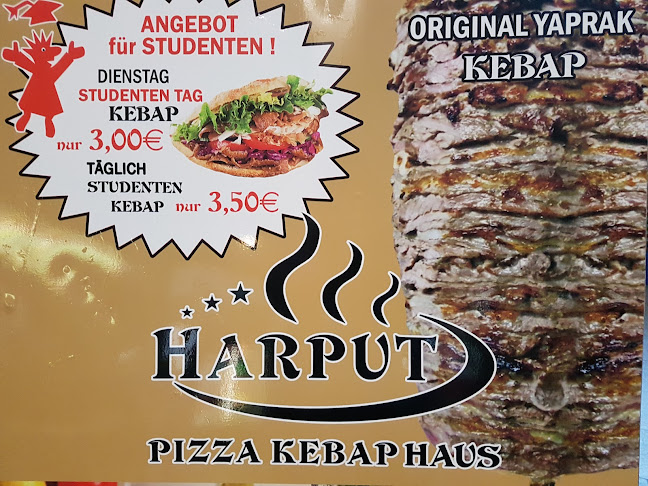 ANGEBOT
für STUDENTEN !
DIENSTAG
STUDENTEN TAG
KEBAP
nur 3,00€
TÄGLICH
STUDENTEN
KEBAP nur 3,50€
ORIGINAL YAPRAK
KEBAP
HARPUT
PIZZA KEBAP HAUS